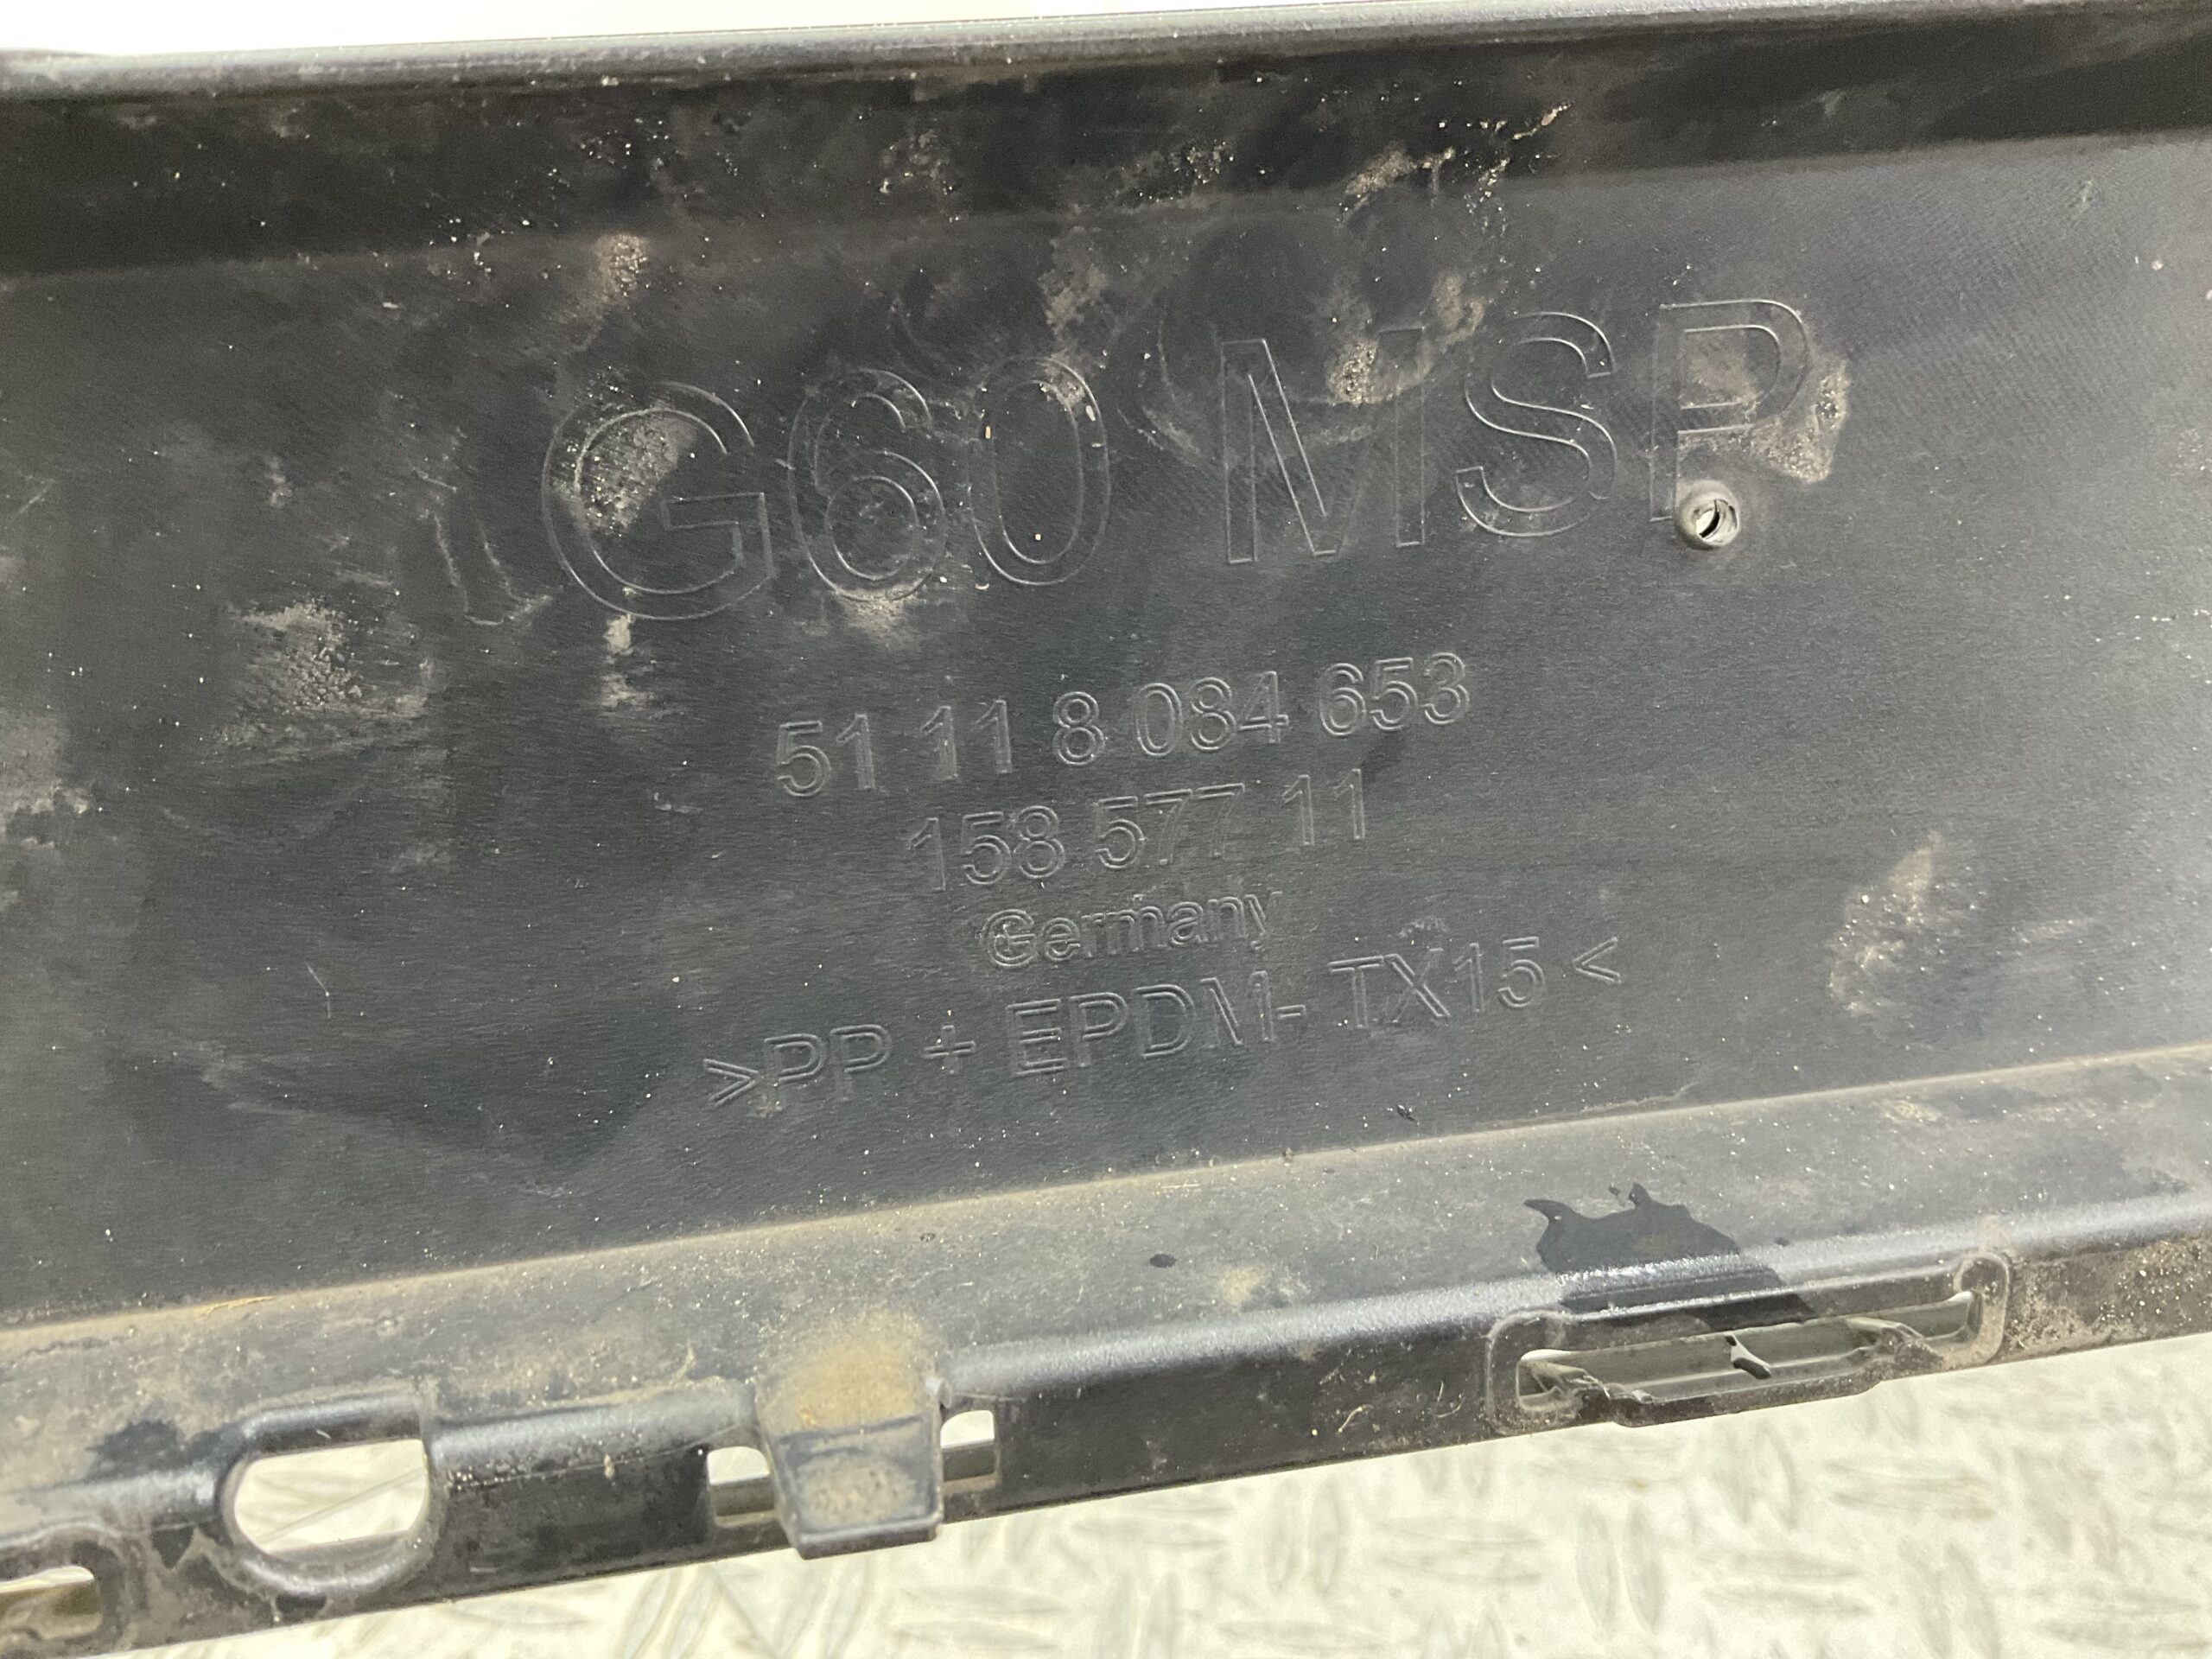 G60 MSP
51 11 8 084 653
158 577 11
Germany
>PP + EPDM- TX15 <